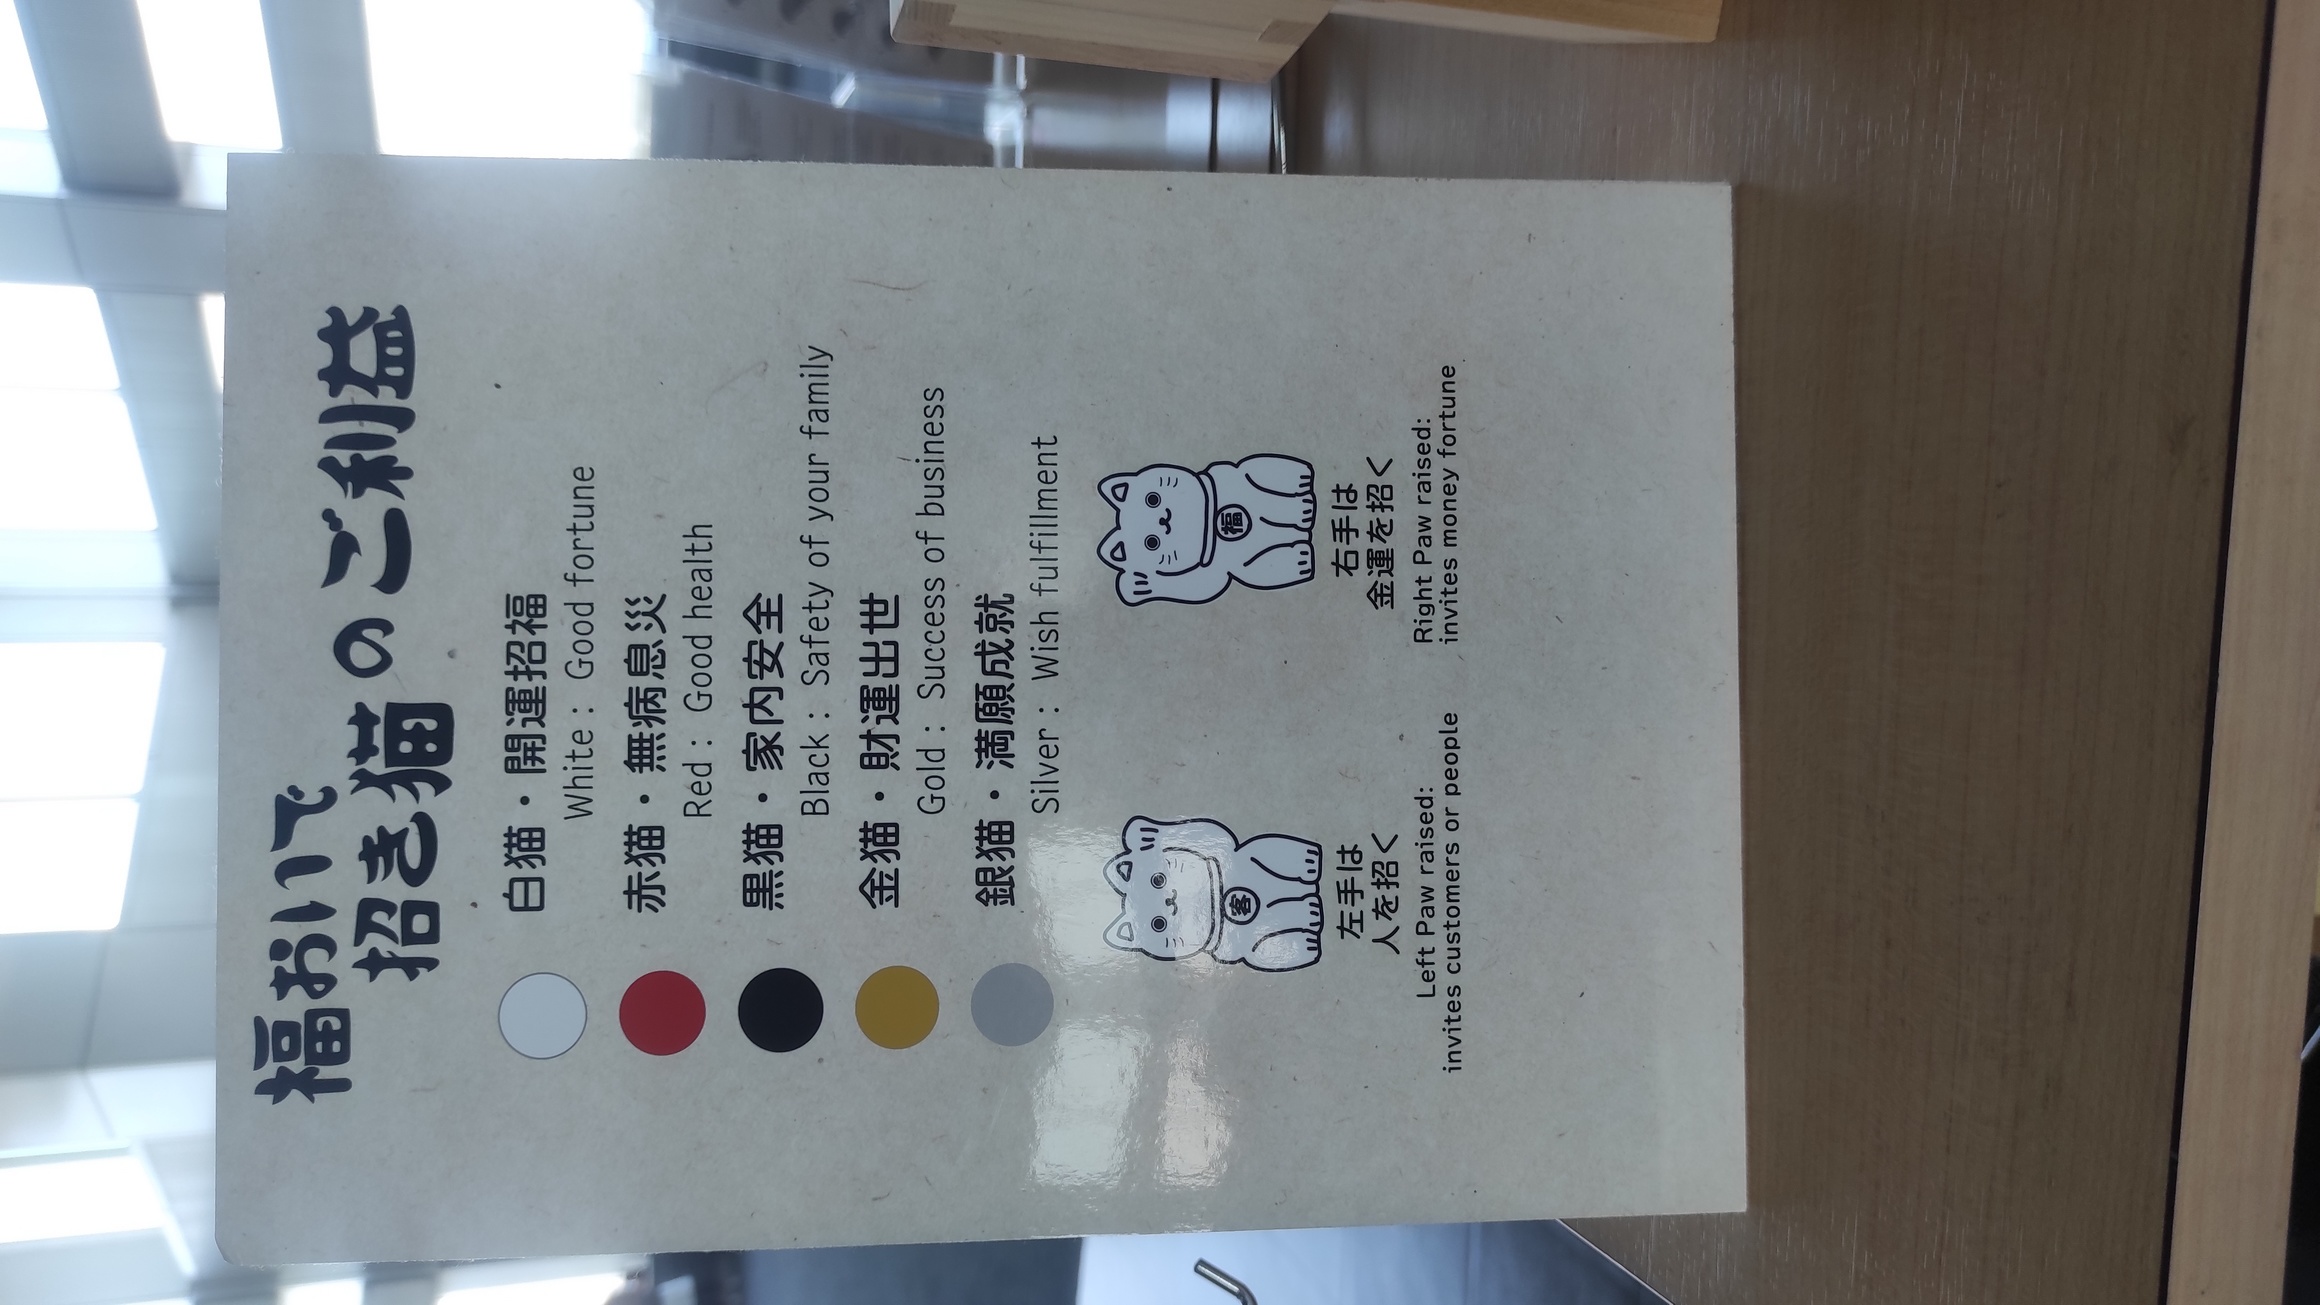 福おいで
招き猫のご利益
白猫・開運招福
White : Good fortune
赤猫・無病息災
Red : Good health
黒猫・家内安全
Black : Safety of your family
金猫・財運出世
Gold : Success of business
銀猫・満願成就
Silver : Wish fulfillment
客
左手は
人を招く
Left Paw raised:
invites customers or people
福
右手は
金運を招く
Right Paw raised:
invites money fortune